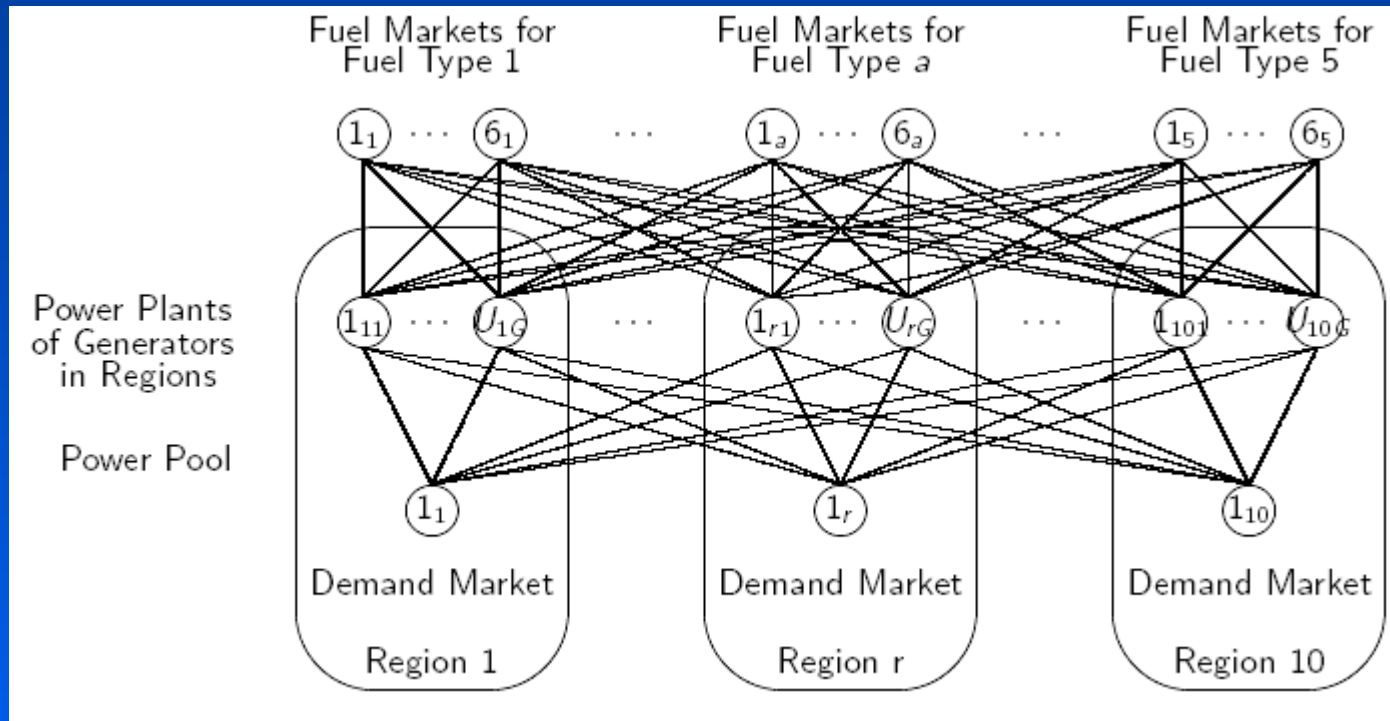 Fuel Markets for Fuel Markets for Fuel Markets for
Fuel Type 1 Fuel Type a Fuel Type 5
1₁ ··· 6₁ ··· 1ₐ ··· 6ₐ ··· 1₅ ··· 6₅
Power Plants
of Generators
in Regions
1₁₁ ··· U₁G ··· 1r₁ ··· UrG ··· 1₁₀₁ ··· U₁₀G
Power Pool
1₁ 1r 1₁₀
Demand Market Demand Market Demand Market
Region 1 Region r Region 10